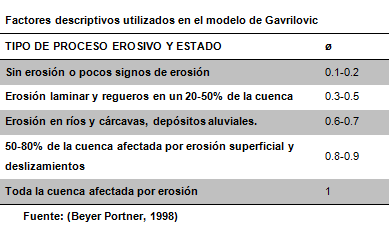 Factores descriptivos utilizados en el modelo de Gavrilovic
TIPO DE PROCESO EROSIVO Y ESTADO ø
Sin erosión o pocos signos de erosión 0.1-0.2
Erosión laminar y regueros en un 20-50% de la cuenca 0.3-0.5
Erosión en ríos y cárcavas, depósitos aluviales. 0.6-0.7
50-80% de la cuenca afectada por erosión superficial y
deslizamientos 0.8-0.9
Toda la cuenca afectada por erosión 1
Fuente: (Beyer Portner, 1998)